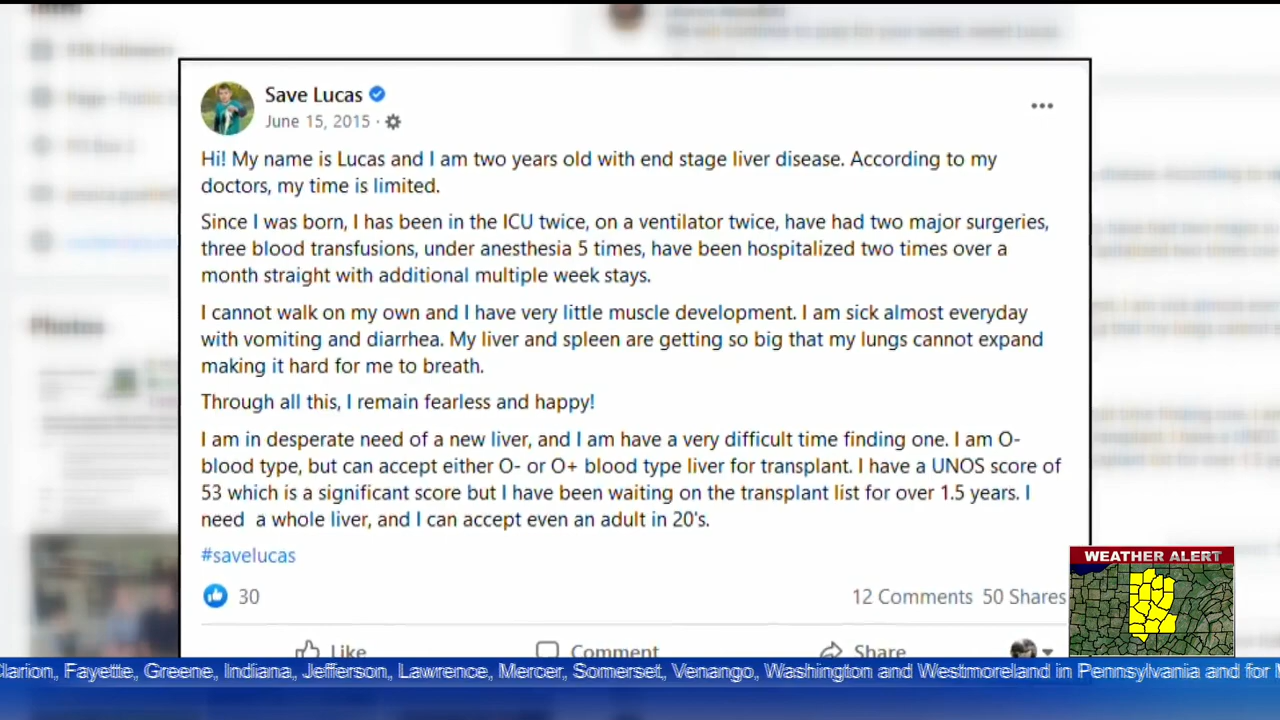 Save Lucas
June 15, 2015 ·
Hi! My name is Lucas and I am two years old with end stage liver disease. According to my
doctors, my time is limited.
Since I was born, I has been in the ICU twice, on a ventilator twice, have had two major surgeries,
three blood transfusions, under anesthesia 5 times, have been hospitalized two times over a
month straight with additional multiple week stays.
I cannot walk on my own and I have very little muscle development. I am sick almost everyday
with vomiting and diarrhea. My liver and spleen are getting so big that my lungs cannot expand
making it hard for me to breath.
Through all this, I remain fearless and happy!
I am in desperate need of a new liver, and I am have a very difficult time finding one. I am O-
blood type, but can accept either O- or O+ blood type liver for transplant. I have a UNOS score of
53 which is a significant score but I have been waiting on the transplant list for over 1.5 years. I
need a whole liver, and I can accept even an adult in 20's.
#savelucas
30
12 Comments 50 Shares
Like Comment Share
WEATHER ALERT
Clarion, Fayette, Greene, Indiana, Jefferson, Lawrence, Mercer, Somerset, Venango, Washington and Westmoreland in Pennsylvania and for
Photos